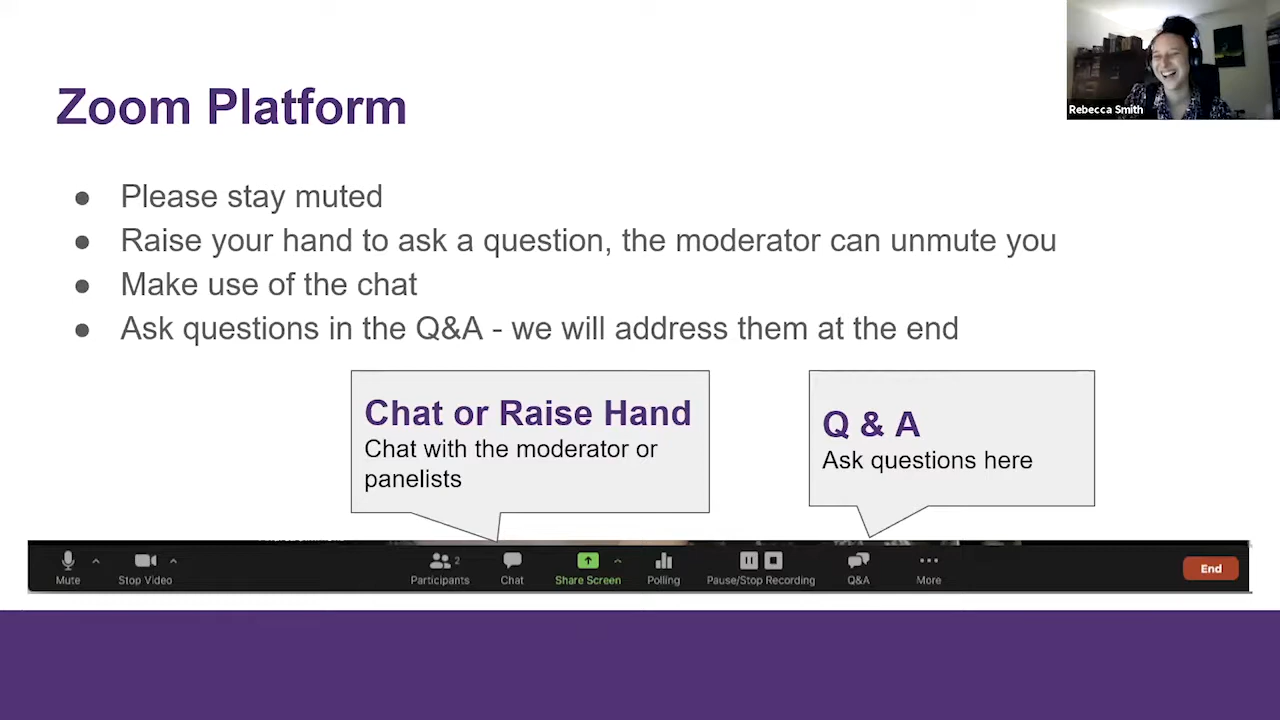 Zoom Platform
Rebecca Smith
● Please stay muted
● Raise your hand to ask a question, the moderator can unmute you
● Make use of the chat
● Ask questions in the Q&A - we will address them at the end
Chat or Raise Hand
Chat with the moderator or
panelists
Q & A
Ask questions here
Mute
Stop Video
Participants
2
Chat
Share Screen
Polling
Pause/Stop Recording
Q&A
More
End